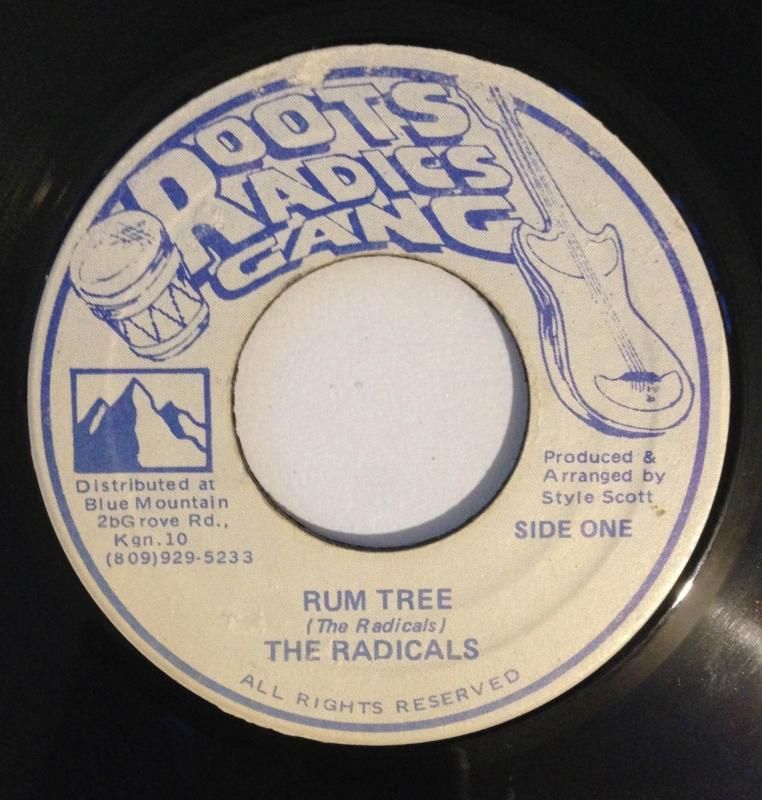 ROOTS
RADICS
GANG
Distributed at
Blue Mountain
2bGrove Rd.,
Kgn.10
(809)929-5233
Produced &
Arranged by
Style Scott
SIDE ONE
RUM TREE
(The Radicals)
THE RADICALS
ALL RIGHTS RESERVED